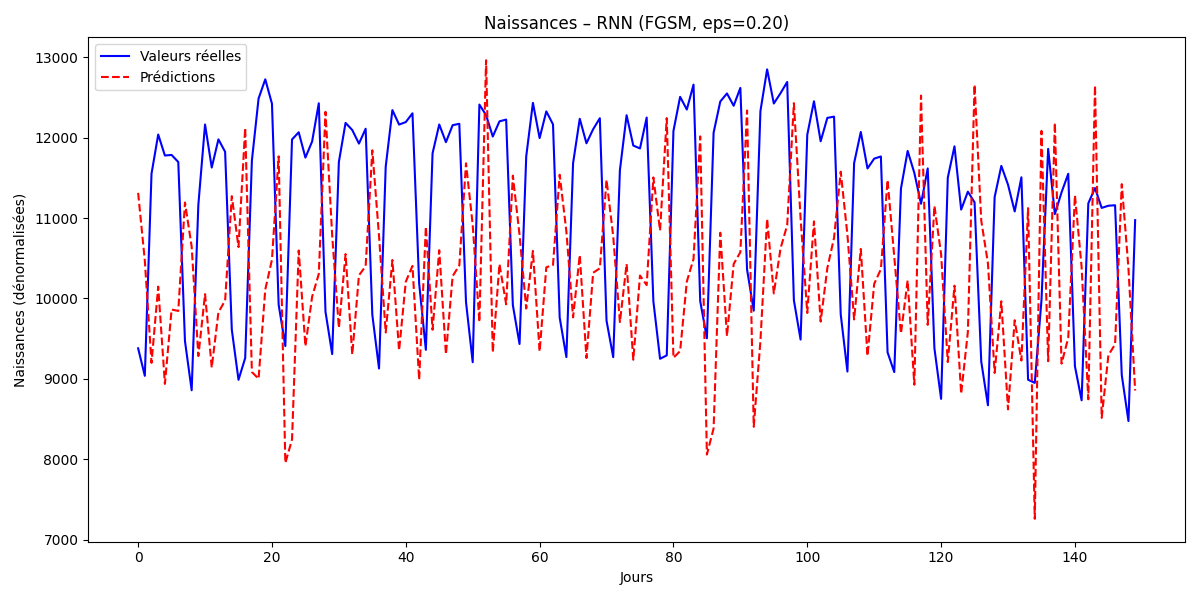 Naissances – RNN (FGSM, eps=0.20)
Valeurs réelles
Prédictions
Naissances (dénormalisées)
13000
12000
11000
10000
9000
8000
7000
0 20 40 60 80 100 120 140
Jours